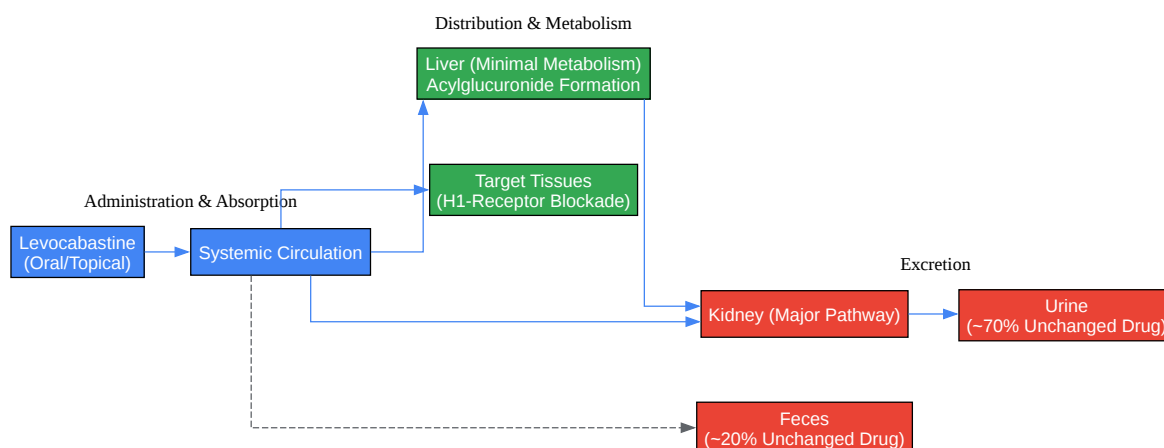 Distribution & Metabolism
Liver (Minimal Metabolism)
Acylglucuronide Formation
Target Tissues
(H1-Receptor Blockade)
Administration & Absorption
Levocabastine
(Oral/Topical)
Systemic Circulation
Excretion
Kidney (Major Pathway)
Urine
(~70% Unchanged Drug)
Feces
(~20% Unchanged Drug)